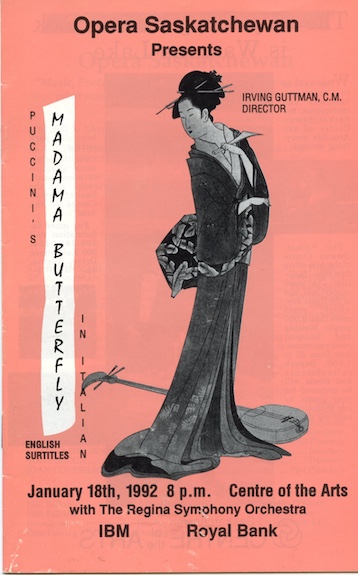 Opera Saskatchewan
Presents
IRVING GUTTMAN, C.M.
DIRECTOR
PUCCINI'S
MADAMA BUTTERFLY
IN ITALIAN
ENGLISH
SURTITLES
January 18th, 1992 8 p.m. Centre of the Arts
with The Regina Symohony Orchestra
IBM Royal Bank